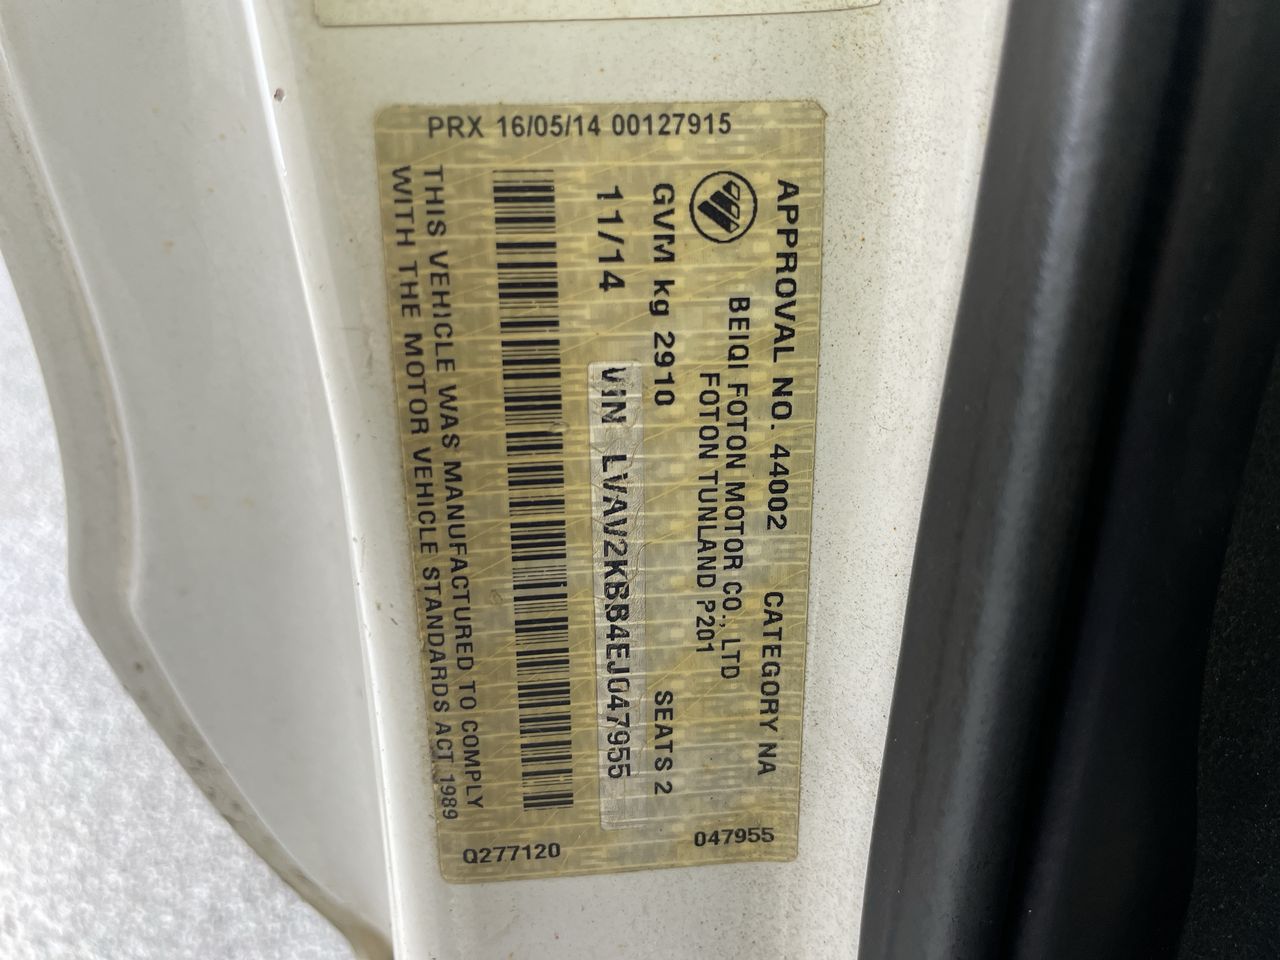 PRX 16/05/14 00127915
APPROVAL NO. 44002 CATEGORY NA
BEIQI FOTON MOTOR CO., LTD
FOTON TUNLAND P201
GVM kg 2910 SEATS 2
11/14 VIN LVAV2KBB4EJ047955
THIS VEHICLE WAS MANUFACTURED TO COMPLY
WITH THE MOTOR VEHICLE STANDARDS ACT 1989
047955
Q277120